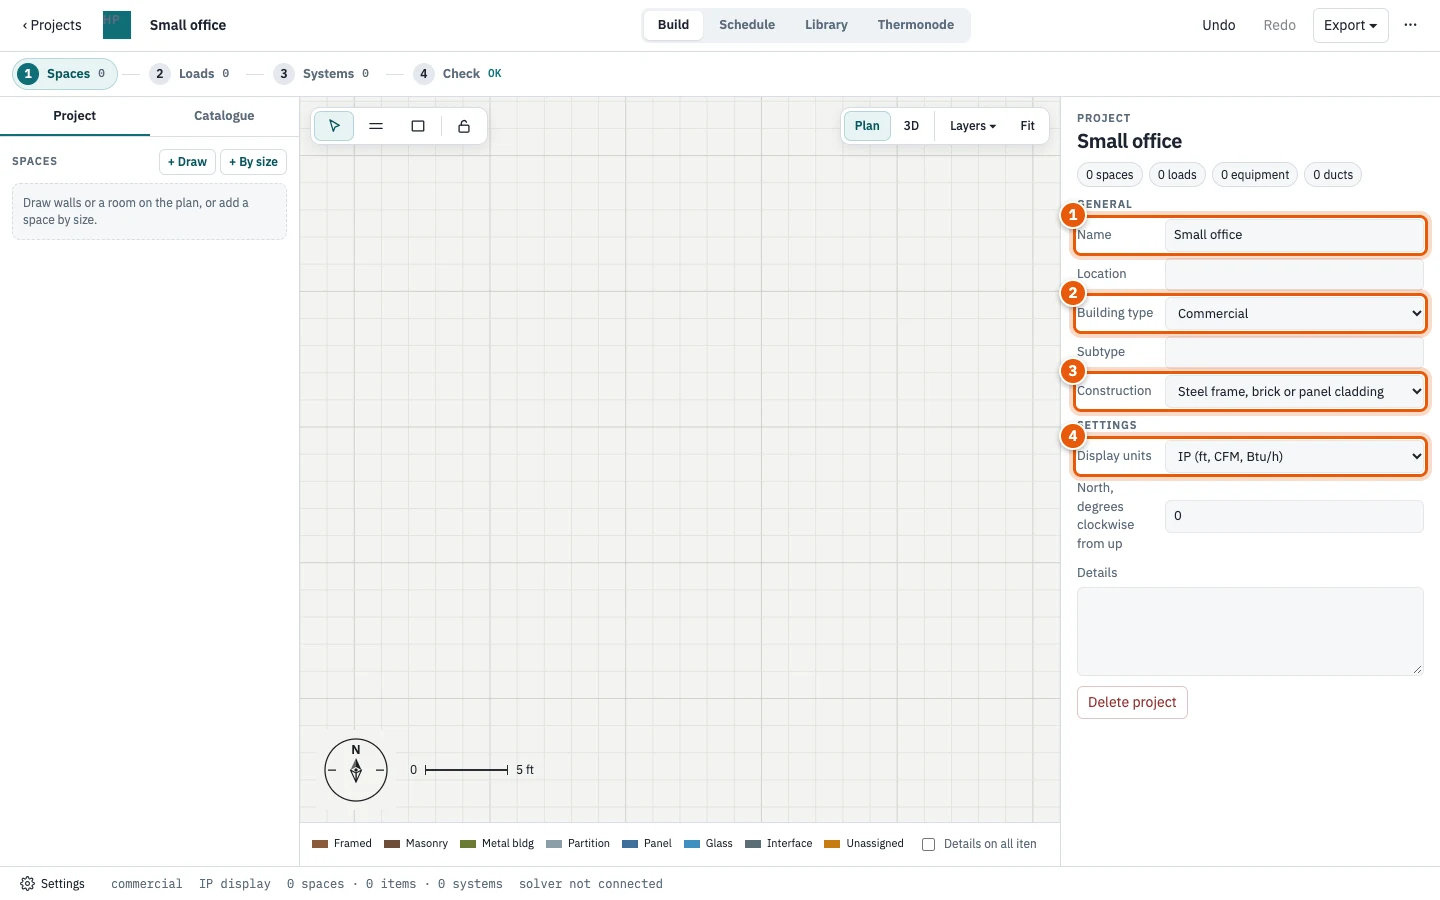 ‹ Projects
HP
Small office
Build
Schedule
Library
Thermonode
Undo
Redo
Export
1 Spaces 0
2 Loads 0
3 Systems 0
4 Check OK
Project
Catalogue
SPACES
+ Draw
+ By size
Draw walls or a room on the plan, or add a
space by size.
Plan
3D
Layers
Fit
N
0
5 ft
Framed
Masonry
Metal bldg
Partition
Panel
Glass
Interface
Unassigned
Details on all iten
PROJECT
Small office
0 spaces
0 loads
0 equipment
0 ducts
GENERAL
1
Name
Small office
Location
2
Building type
Commercial
Subtype
3
Construction
Steel frame, brick or panel cladding
SETTINGS
4
Display units
IP (ft, CFM, Btu/h)
North,
degrees
clockwise
from up
0
Details
Delete project
Settings
commercial
IP display
0 spaces · 0 items · 0 systems
solver not connected